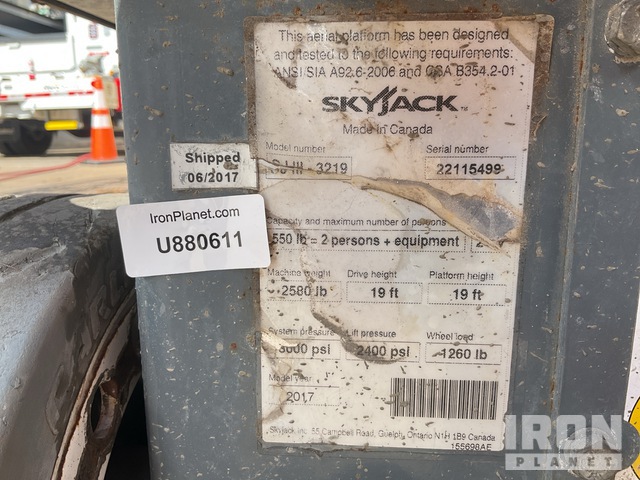 This aerial platform has been designed
and tested to the following requirements:
ANSI/SIA A92.6-2006 and CSA B354.2-01
SKYJACK
Made in Canada
Model number
Serial number
SJ III - 3219
22115499
Shipped
06/2017
IronPlanet.com
U880611
Capacity and maximum number of persons
550 lb = 2 persons + equipment
Machine weight
Drive height
Platform height
2580 lb
19 ft
19 ft
System pressure
Lift pressure
Wheel load
3000 psi
2400 psi
1260 lb
Model year
2017
Skyjack Inc. 55 Campbell Road, Guelph, Ontario N1H 1B9 Canada
155698AE
IRON
PLANET